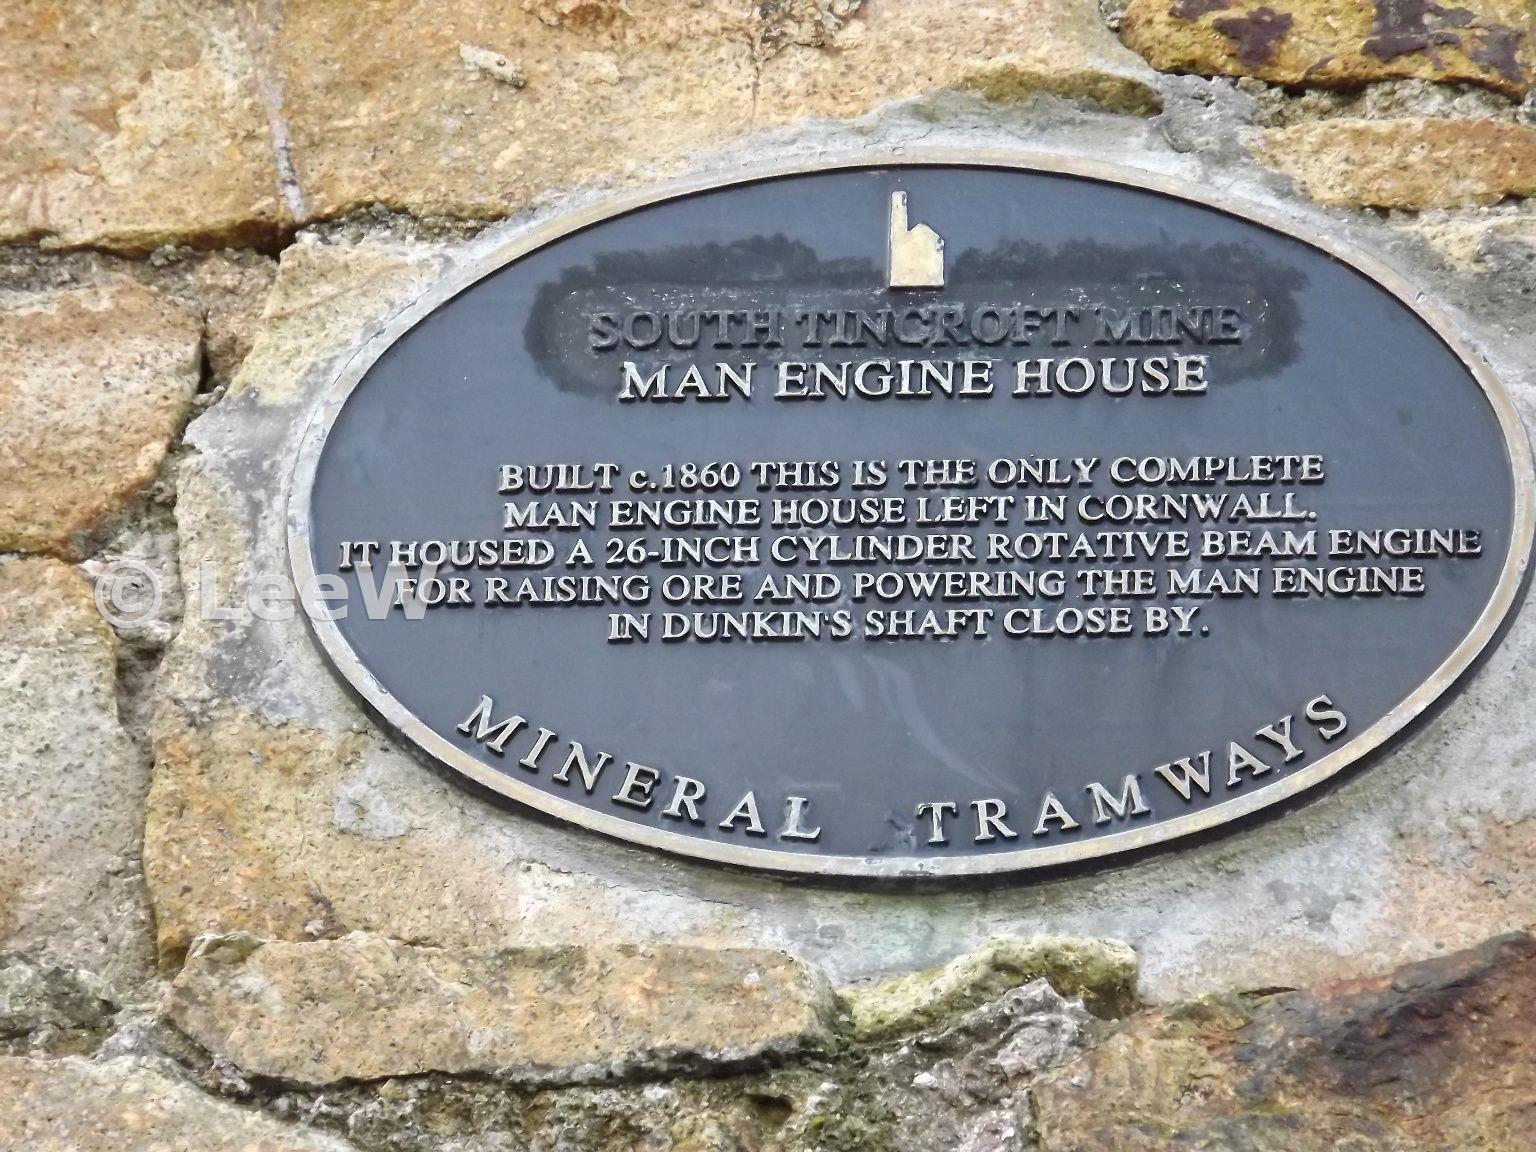 SOUTH TINCROFT MINE
MAN ENGINE HOUSE
BUILT c.1860 THIS IS THE ONLY COMPLETE
MAN ENGINE HOUSE LEFT IN CORNWALL.
IT HOUSED A 26-INCH CYLINDER ROTATIVE BEAM ENGINE
FOR RAISING ORE AND POWERING THE MAN ENGINE
IN DUNKIN'S SHAFT CLOSE BY.
MINERAL TRAMWAYS
© LeeW